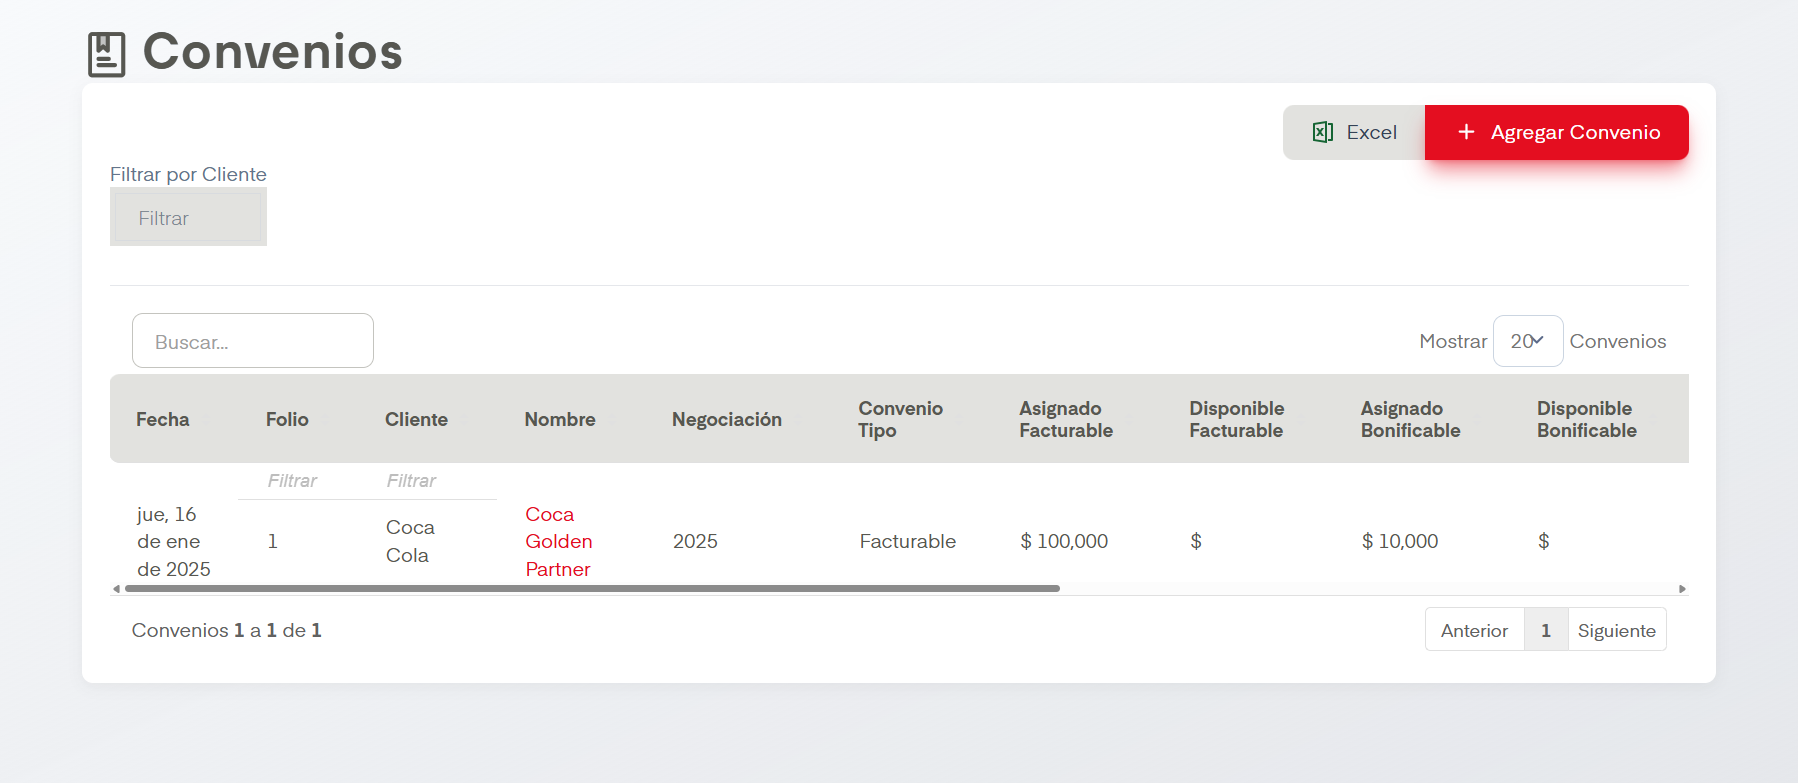 Convenios
Excel
+ Agregar Convenio
Filtrar por Cliente
Filtrar
Buscar...
Mostrar 20 Convenios
Fecha Folio Cliente Nombre Negociación Convenio Tipo Asignado Facturable Disponible Facturable Asignado Bonificable Disponible Bonificable
Filtrar Filtrar
jue, 16 de ene de 2025 1 Coca Cola Coca Golden Partner 2025 Facturable $ 100,000 $ $ 10,000 $
Convenios 1 a 1 de 1
Anterior 1 Siguiente